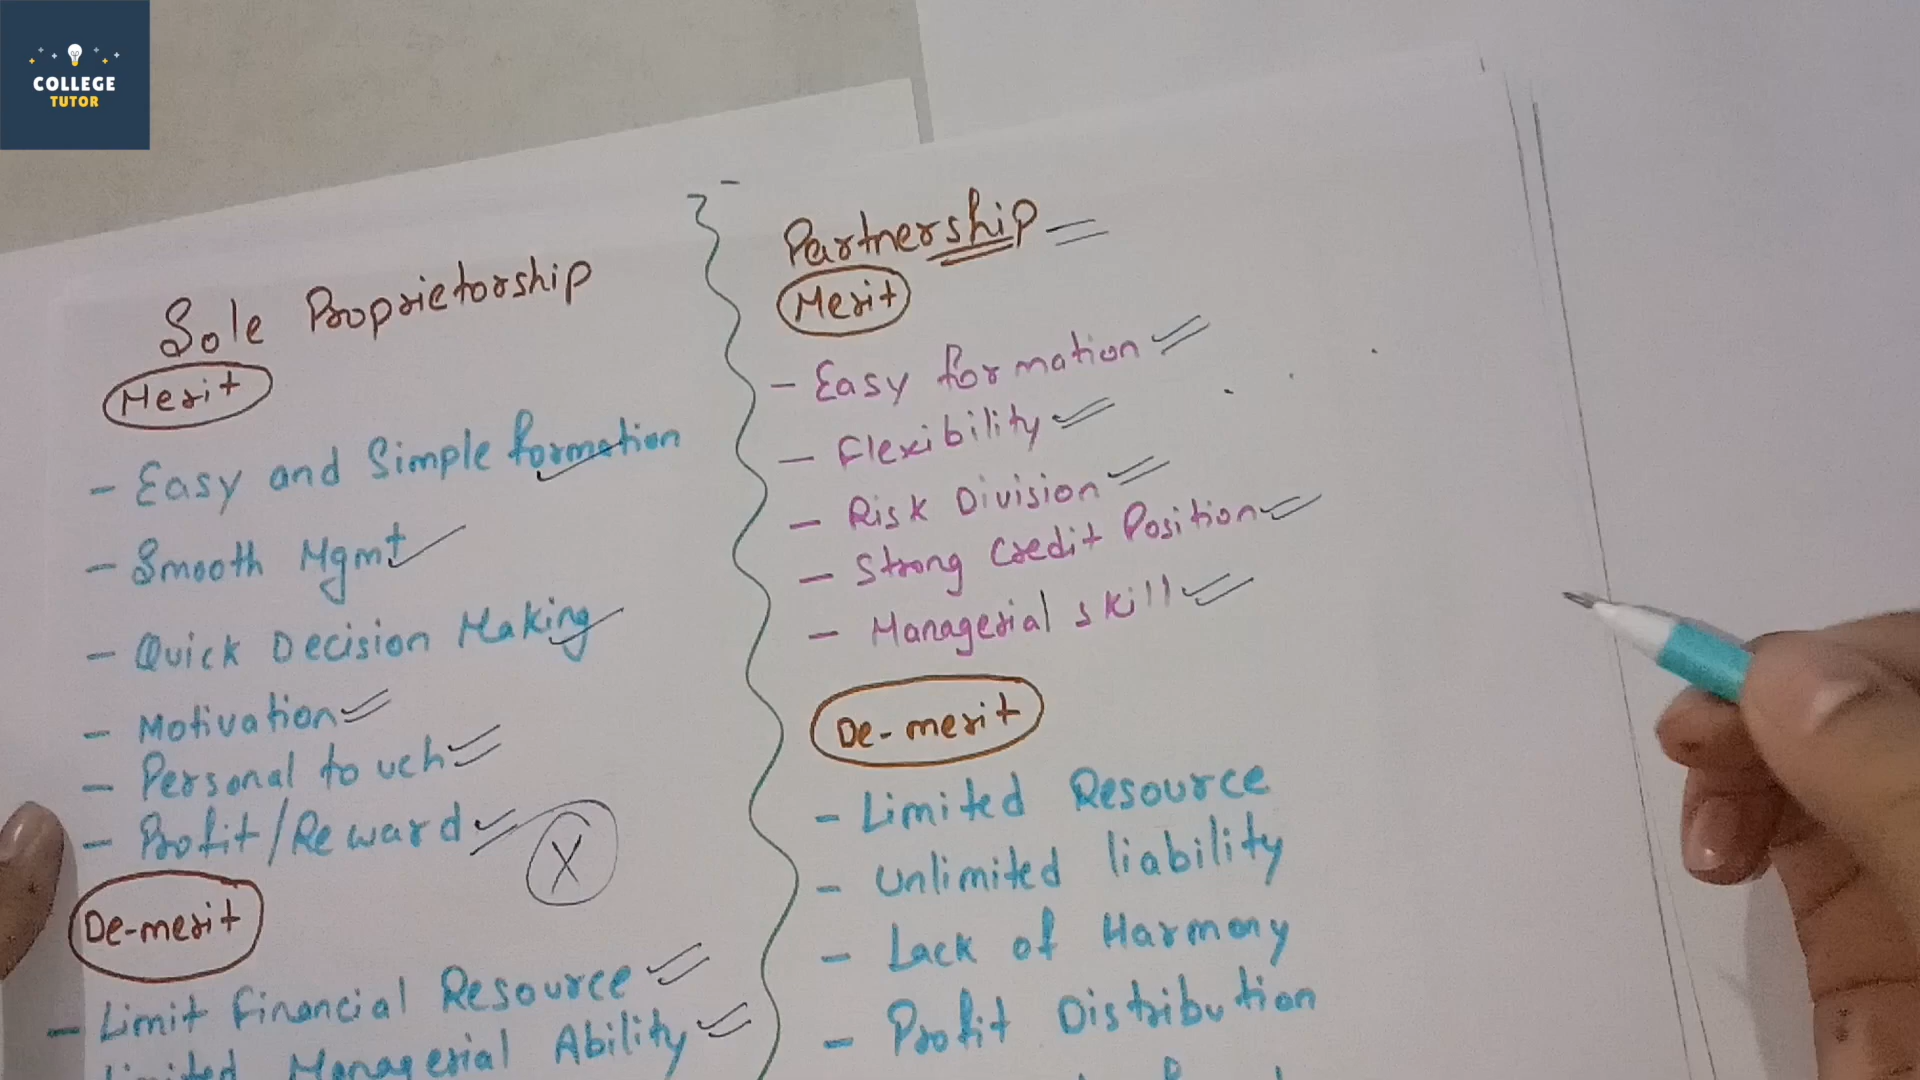 COLLEGE
TUTOR
Sole Proprietorship
Merit
- Easy and Simple formation
- Smooth Mgmt
- Quick Decision Making
- Motivation
- Personal touch
- Profit/Reward
X
De-merit
- Limit Financial Resource
Limited Managerial Ability
Partnership
Merit
- Easy formation
- Flexibility
- Risk Division
- Strong Credit Position
- Managerial skill
De-merit
- Limited Resource
- Unlimited liability
- Lack of Harmony
- Profit Distribution